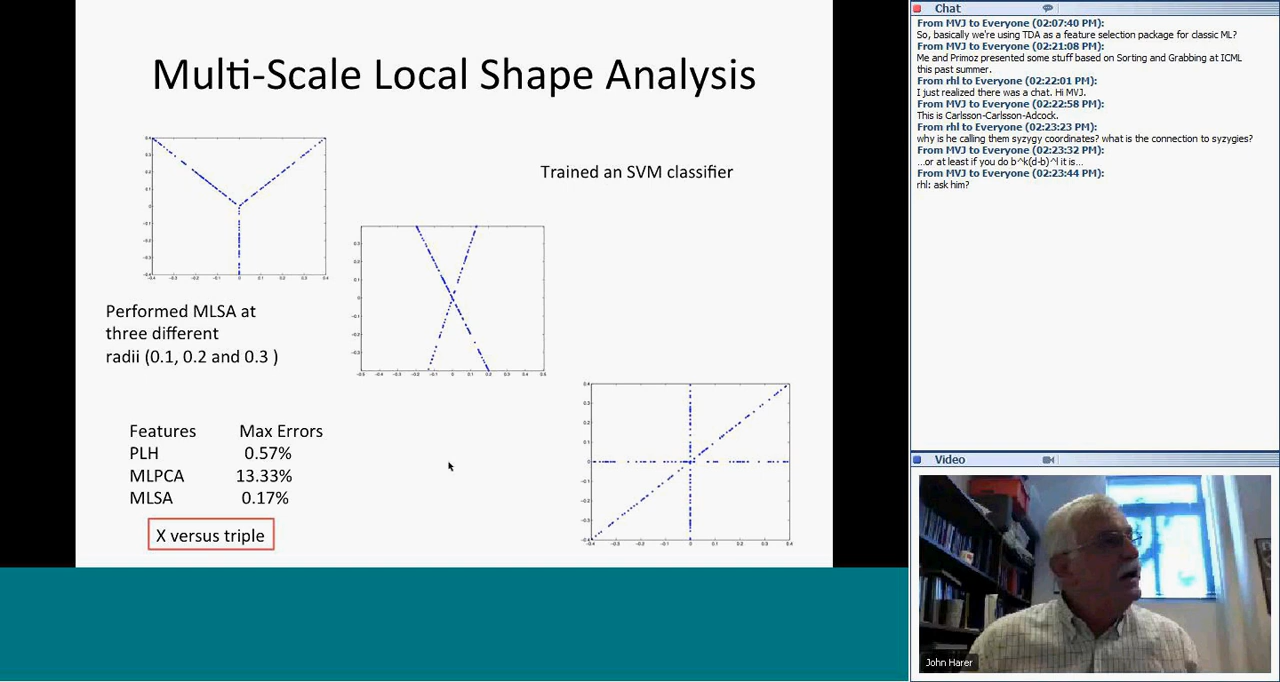 Multi-Scale Local Shape Analysis
Trained an SVM classifier
Performed MLSA at
three different
radii (0.1, 0.2 and 0.3 )
Features Max Errors
PLH 0.57%
MLPCA 13.33%
MLSA 0.17%
X versus triple
Chat
From MVJ to Everyone (02:07:40 PM):
So, basically we're using TDA as a feature selection package for classic ML?
From MVJ to Everyone (02:21:08 PM):
Me and Primoz presented some stuff based on Sorting and Grabbing at ICML
this past summer.
From rhl to Everyone (02:22:01 PM):
I just realized there was a chat. Hi MVJ.
From MVJ to Everyone (02:22:58 PM):
This is Carlsson-Carlsson-Adcock.
From rhl to Everyone (02:23:23 PM):
why is he calling them syzygy coordinates? what is the connection to syzygies?
From MVJ to Everyone (02:23:32 PM):
...or at least if you do b^k(d-b)^l it is...
From MVJ to Everyone (02:23:44 PM):
rhl: ask him?
Video
John Harer